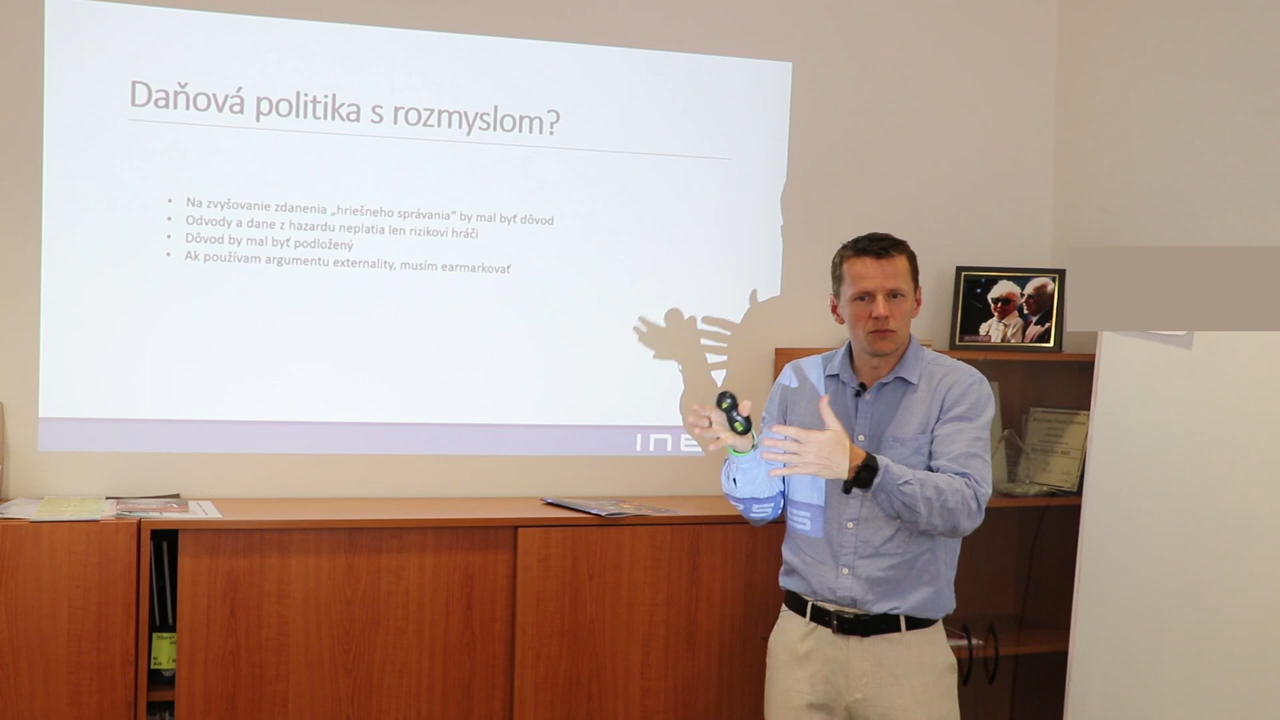 Daňová politika s rozmyslom?
• Na zvyšovanie zdanenia „hriešneho správania“ by mal byť dôvod
• Odvody a dane z hazardu neplatia len rizikoví hráči
• Dôvod by mal byť podložený
• Ak používam argumentu externality, musím earmarkovať
INE